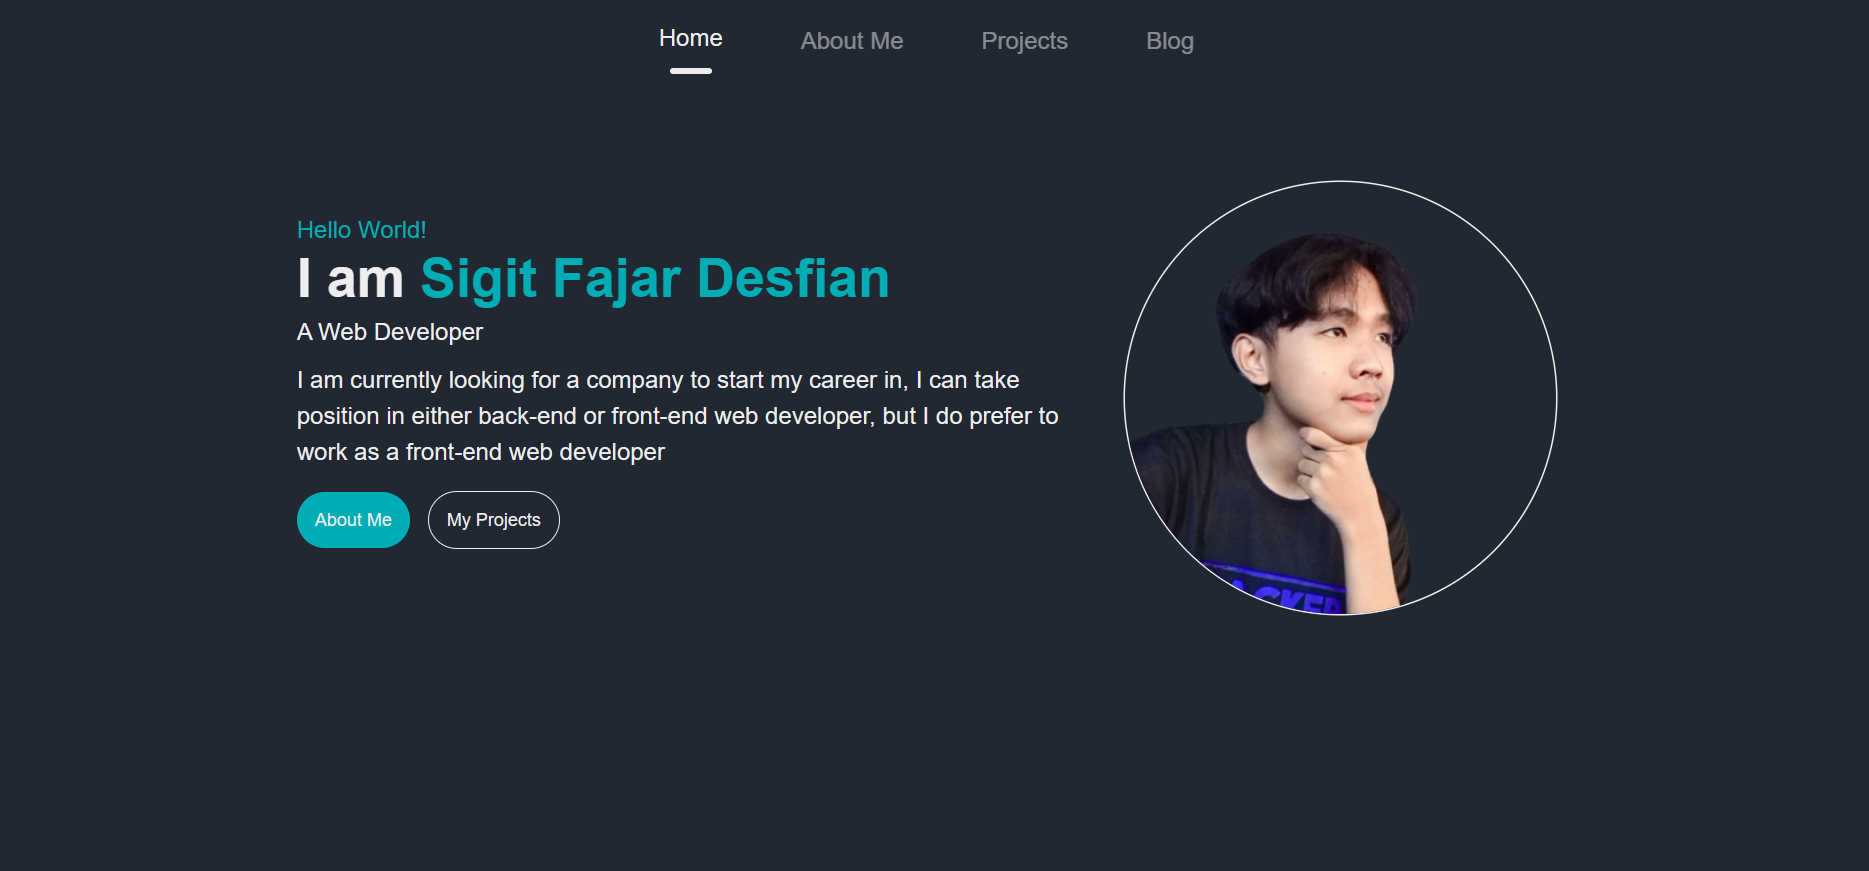 Home
About Me
Projects
Blog
Hello World!
I am Sigit Fajar Desfian
A Web Developer
I am currently looking for a company to start my career in, I can take
position in either back-end or front-end web developer, but I do prefer to
work as a front-end web developer
About Me
My Projects